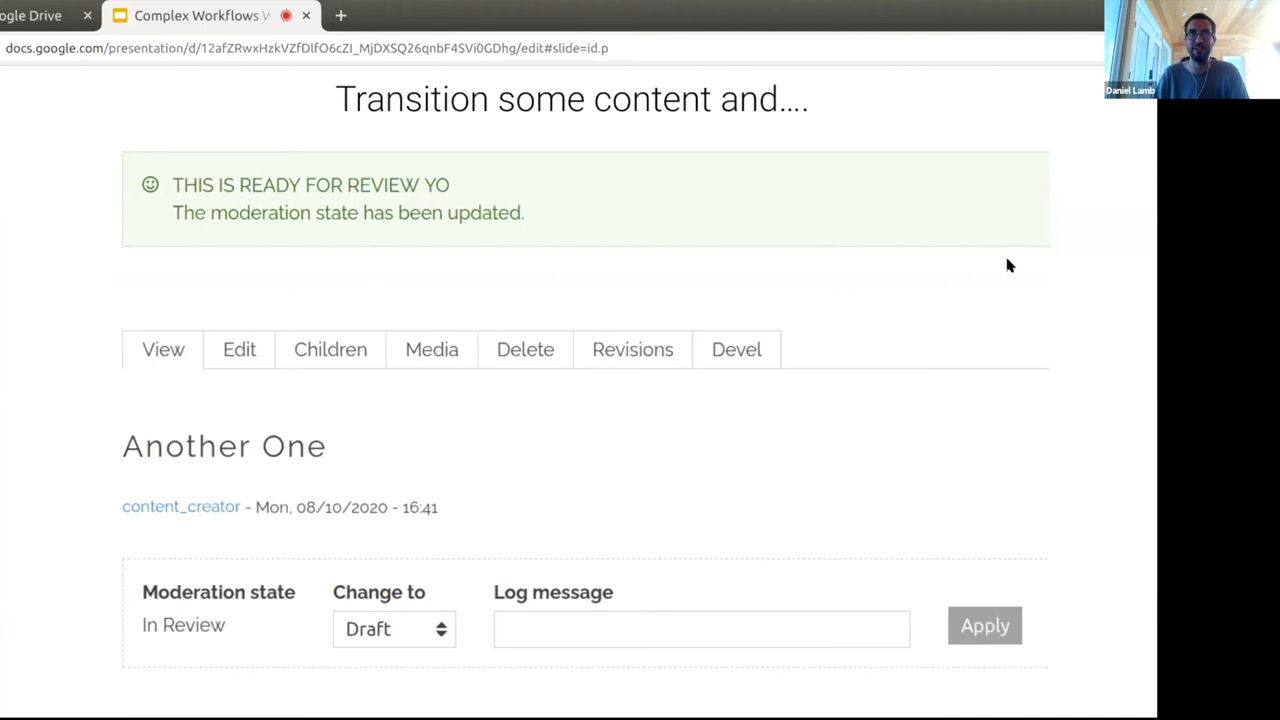 ogle Drive
Complex Workflows W
docs.google.com/presentation/d/12afZRwxHzkVZfDlfO6cZI_MjDXSQ26qnbF4SVi0GDhg/edit#slide=id.p
Daniel Lamb
Transition some content and....
THIS IS READY FOR REVIEW YO
The moderation state has been updated.
View Edit Children Media Delete Revisions Devel
Another One
content_creator - Mon, 08/10/2020 - 16:41
Moderation state Change to Log message
In Review Draft Apply